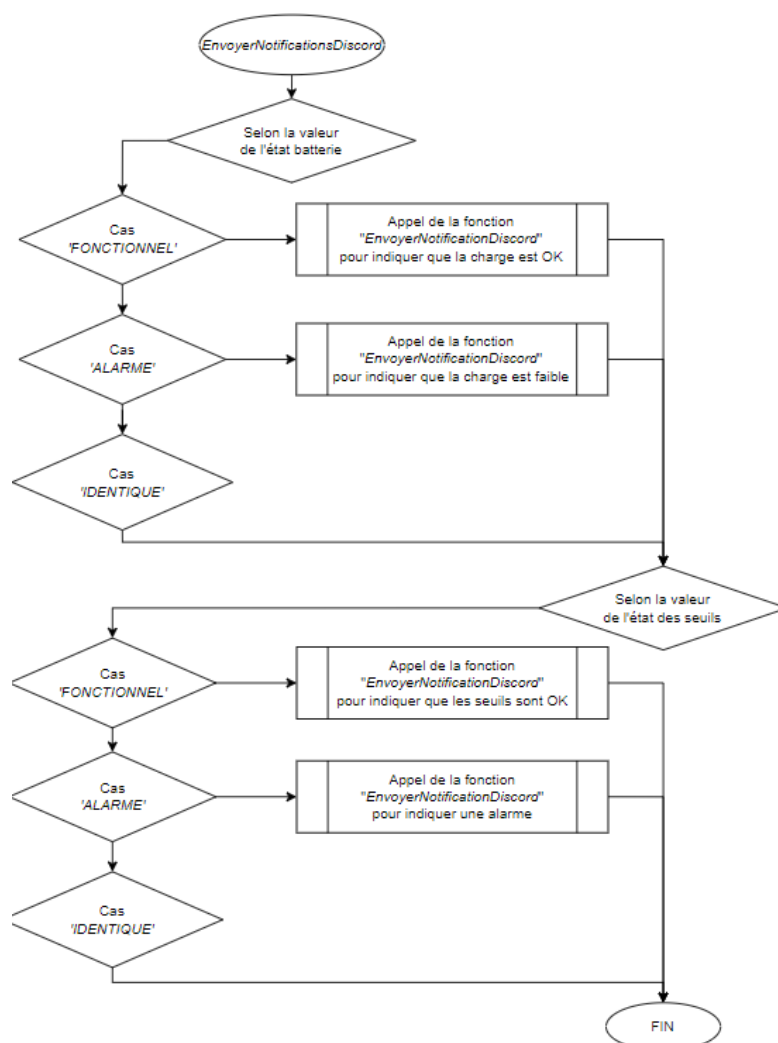 EnvoyerNotificationsDiscord
Selon la valeur
de l'état batterie
Cas
'FONCTIONNEL'
Appel de la fonction
"EnvoyerNotificationDiscord"
pour indiquer que la charge est OK
Cas
'ALARME'
Appel de la fonction
"EnvoyerNotificationDiscord"
pour indiquer que la charge est faible
Cas
'IDENTIQUE'
Selon la valeur
de l'état des seuils
Cas
'FONCTIONNEL'
Appel de la fonction
"EnvoyerNotificationDiscord"
pour indiquer que les seuils sont OK
Cas
'ALARME'
Appel de la fonction
"EnvoyerNotificationDiscord"
pour indiquer une alarme
Cas
'IDENTIQUE'
FIN